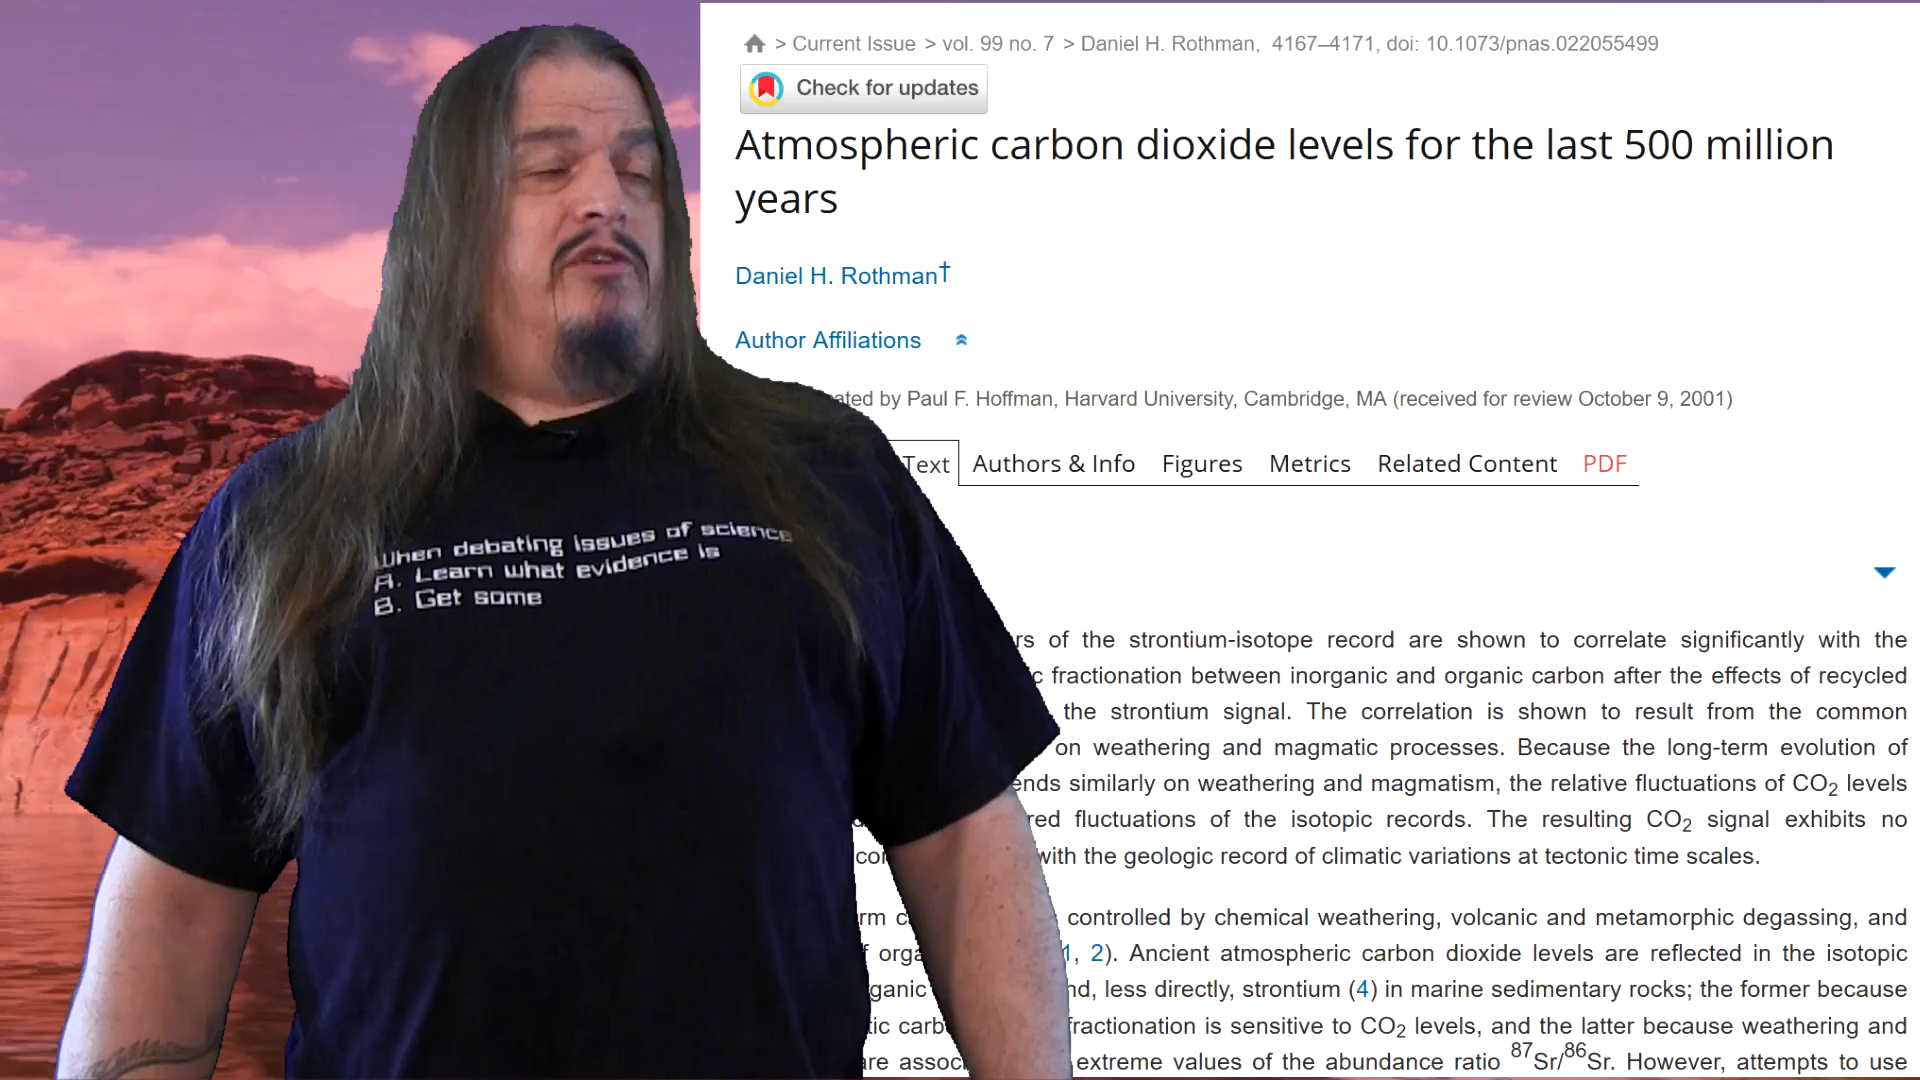 > Current Issue > vol. 99 no. 7 > Daniel H. Rothman, 4167–4171, doi: 10.1073/pnas.022055499
Check for updates
Atmospheric carbon dioxide levels for the last 500 million
years
Daniel H. Rothman†
Author Affiliations
by Paul F. Hoffman, Harvard University, Cambridge, MA (received for review October 9, 2001)
Text Authors & Info Figures Metrics Related Content PDF
When debating issues of science
A. Learn what evidence is
B. Get some
of the strontium-isotope record are shown to correlate significantly with the
fractionation between inorganic and organic carbon after the effects of recycled
the strontium signal. The correlation is shown to result from the common
on weathering and magmatic processes. Because the long-term evolution of
similarly on weathering and magmatism, the relative fluctuations of CO₂ levels
fluctuations of the isotopic records. The resulting CO₂ signal exhibits no
with the geologic record of climatic variations at tectonic time scales.
controlled by chemical weathering, volcanic and metamorphic degassing, and
1, 2). Ancient atmospheric carbon dioxide levels are reflected in the isotopic
less directly, strontium (4) in marine sedimentary rocks; the former because
fractionation is sensitive to CO₂ levels, and the latter because weathering and
extreme values of the abundance ratio ⁸⁷Sr/⁸⁶Sr. However, attempts to use